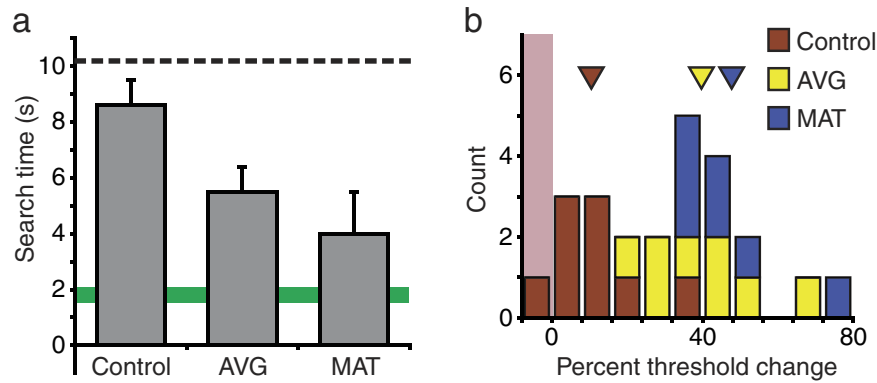 a
Search time (s)
10
8
6
4
2
0
Control AVG MAT
b
Count
6
4
2
0
0 40 80
Percent threshold change
Control
AVG
MAT